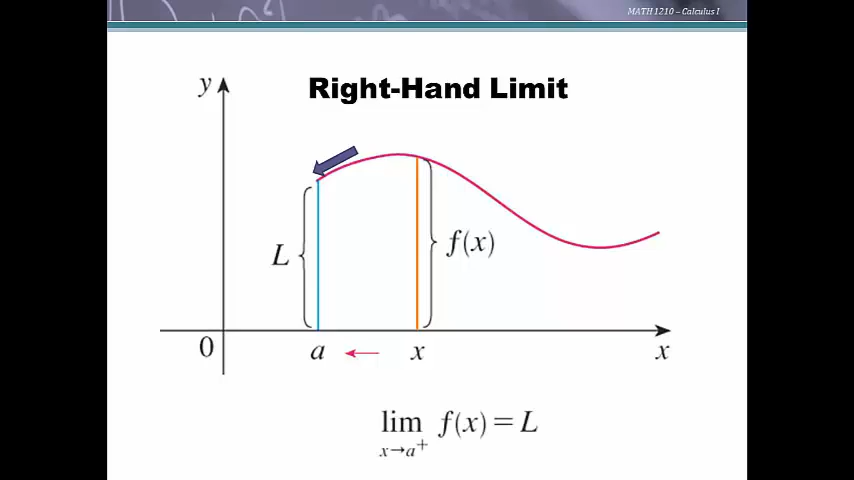 MATH 1210 – Calculus I
y
Right-Hand Limit
L
f(x)
0
a
x
x
lim f(x) = L
x→a⁺